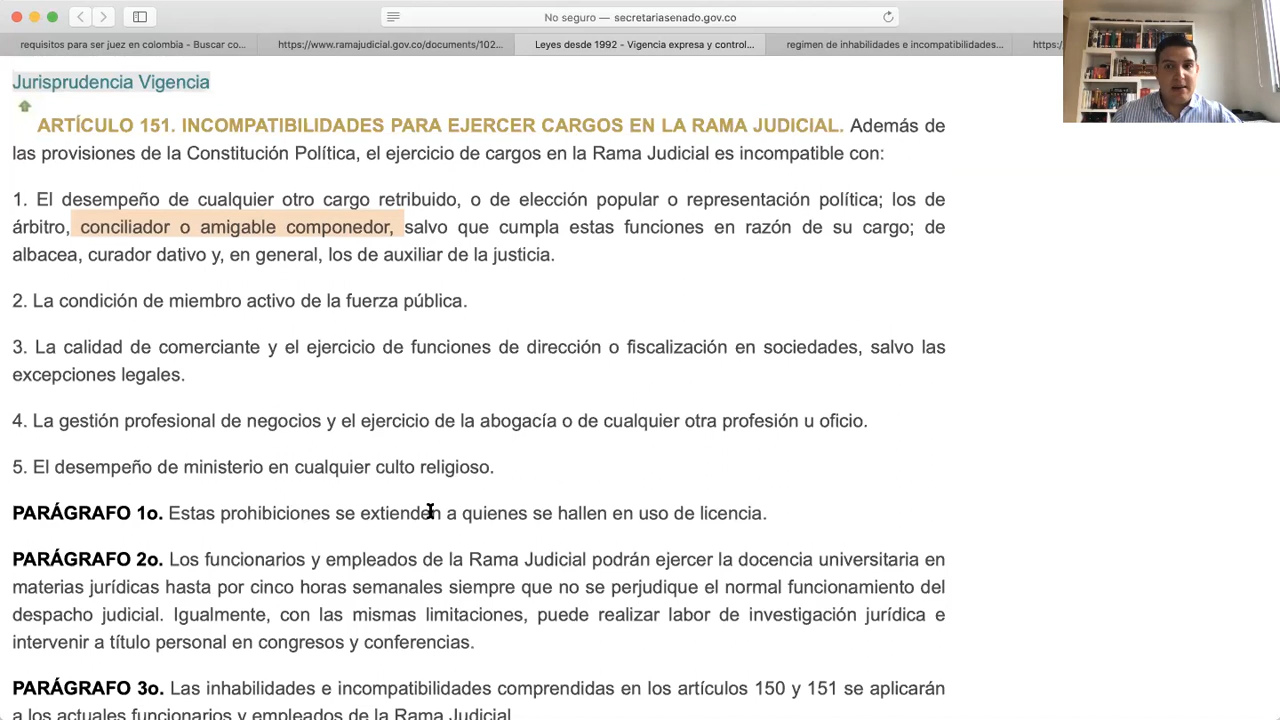 No seguro — secretariasenado.gov.co
requisitos para ser juez en colombia - Buscar co...
https://www.ramajudicial.gov.co/documents/102...
Leyes desde 1992 - Vigencia expresa y control...
regimen de inhabilidades e incompatibilidades...
https:/
Jurisprudencia Vigencia
ARTÍCULO 151. INCOMPATIBILIDADES PARA EJERCER CARGOS EN LA RAMA JUDICIAL. Además de
las provisiones de la Constitución Política, el ejercicio de cargos en la Rama Judicial es incompatible con:
1. El desempeño de cualquier otro cargo retribuido, o de elección popular o representación política; los de
árbitro, conciliador o amigable componedor, salvo que cumpla estas funciones en razón de su cargo; de
albacea, curador dativo y, en general, los de auxiliar de la justicia.
2. La condición de miembro activo de la fuerza pública.
3. La calidad de comerciante y el ejercicio de funciones de dirección o fiscalización en sociedades, salvo las
excepciones legales.
4. La gestión profesional de negocios y el ejercicio de la abogacía o de cualquier otra profesión u oficio.
5. El desempeño de ministerio en cualquier culto religioso.
PARÁGRAFO 1o. Estas prohibiciones se extienden a quienes se hallen en uso de licencia.
PARÁGRAFO 2o. Los funcionarios y empleados de la Rama Judicial podrán ejercer la docencia universitaria en
materias jurídicas hasta por cinco horas semanales siempre que no se perjudique el normal funcionamiento del
despacho judicial. Igualmente, con las mismas limitaciones, puede realizar labor de investigación jurídica e
intervenir a título personal en congresos y conferencias.
PARÁGRAFO 3o. Las inhabilidades e incompatibilidades comprendidas en los artículos 150 y 151 se aplicarán
a los actuales funcionarios y empleados de la Rama Judicial.